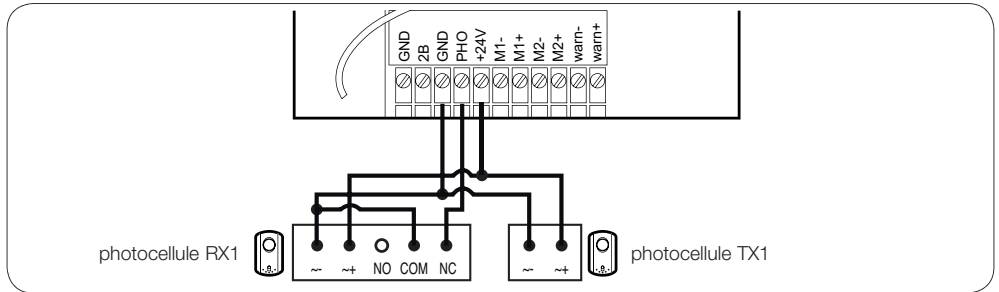 GND 2B GND PHO +24V M1- M1+ M2- M2+ warn- warn+
photocellule RX1
~- ~+ NO COM NC
~- ~+
photocellule TX1